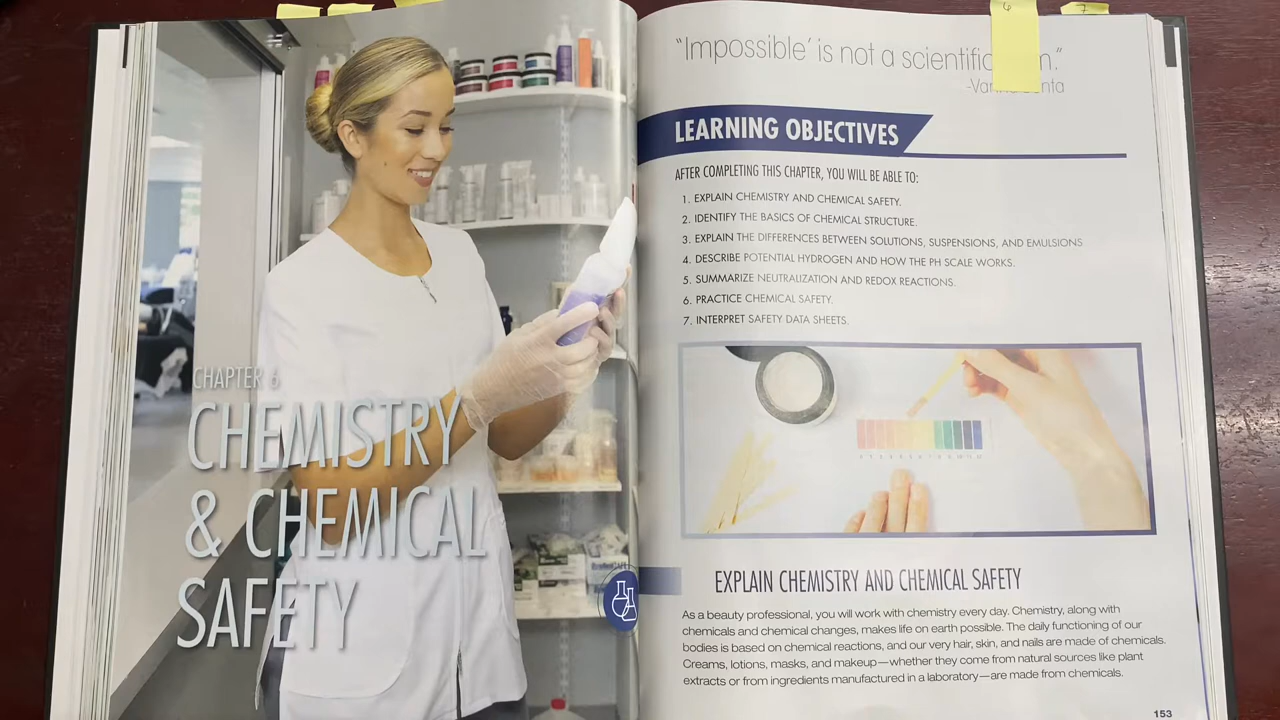 CHAPTER 6
CHEMISTRY
& CHEMICAL
SAFETY
6
7
"Impossible' is not a scientific
LEARNING OBJECTIVES
AFTER COMPLETING THIS CHAPTER, YOU WILL BE ABLE TO:
1. EXPLAIN CHEMISTRY AND CHEMICAL SAFETY.
2. IDENTIFY THE BASICS OF CHEMICAL STRUCTURE.
3. EXPLAIN THE DIFFERENCES BETWEEN SOLUTIONS, SUSPENSIONS, AND EMULSIONS
4. DESCRIBE POTENTIAL HYDROGEN AND HOW THE PH SCALE WORKS.
5. SUMMARIZE NEUTRALIZATION AND REDOX REACTIONS.
6. PRACTICE CHEMICAL SAFETY.
7. INTERPRET SAFETY DATA SHEETS.
EXPLAIN CHEMISTRY AND CHEMICAL SAFETY
As a beauty professional, you will work with chemistry every day. Chemistry, along with
chemicals and chemical changes, makes life on earth possible. The daily functioning of our
bodies is based on chemical reactions, and our very hair, skin, and nails are made of chemicals.
Creams, lotions, masks, and makeup—whether they come from natural sources like plant
extracts or from ingredients manufactured in a laboratory—are made from chemicals.
153